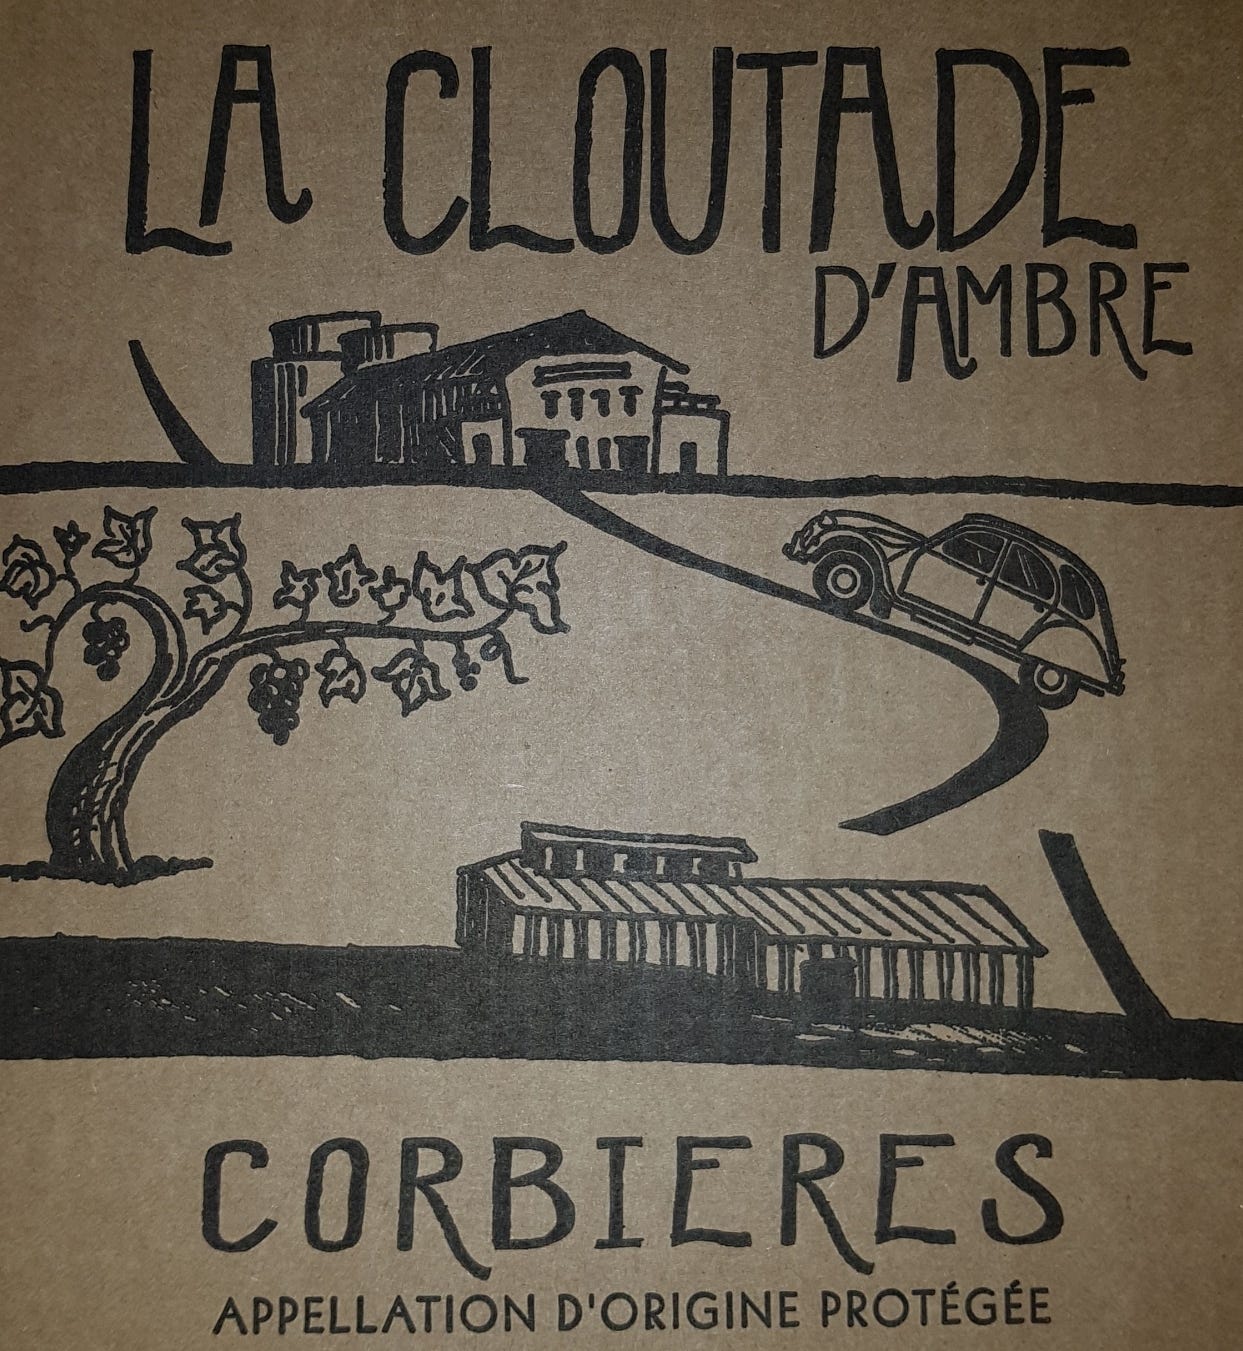 LA CLOUTADE
D'AMBRE
CORBIERES
APPELLATION D'ORIGINE PROTÉGÉE